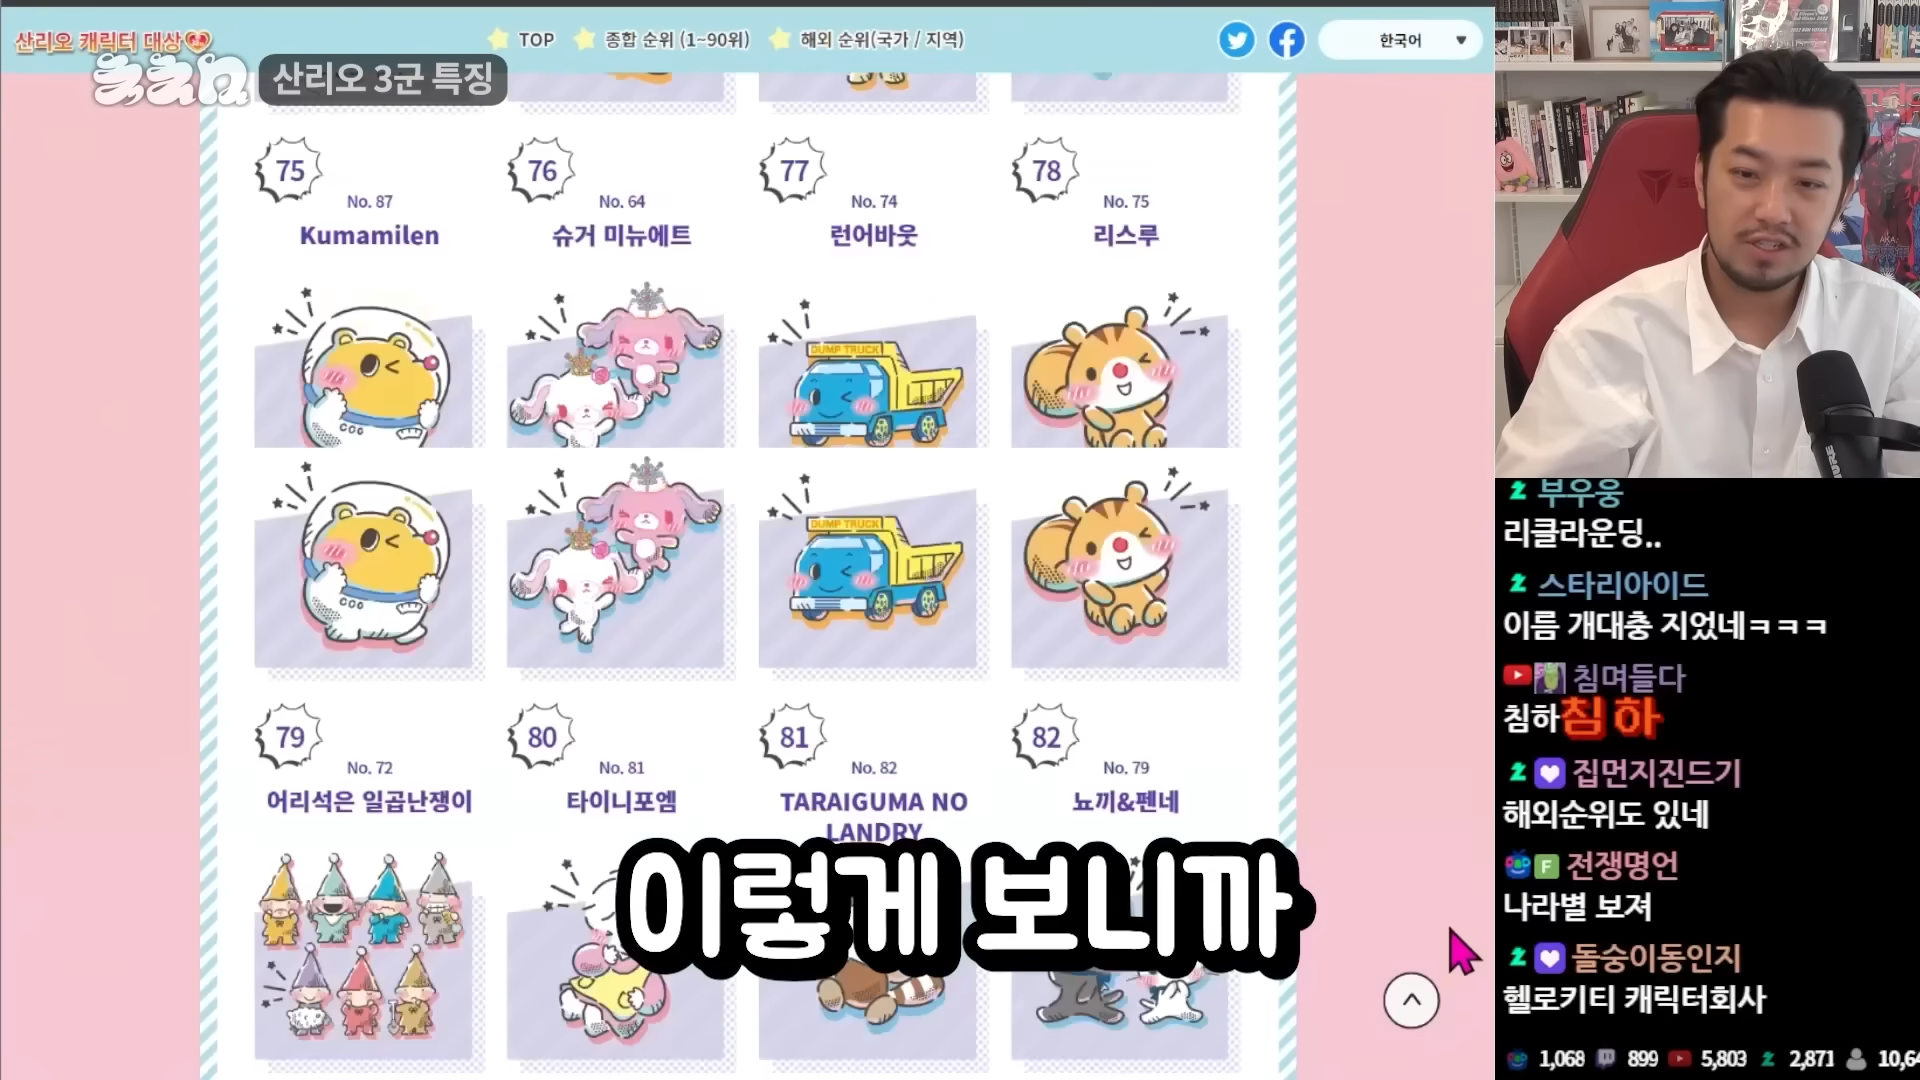 산리오 캐릭터 대상
TOP
종합 순위 (1~90위)
해외 순위(국가 / 지역)
한국어
산리오 3군 특징
75
No. 87
Kumamilen
76
No. 64
슈거 미뉴에트
77
No. 74
런어바웃
78
No. 75
리스루
DUMP TRUCK
DUMP TRUCK
79
No. 72
어리석은 일곱난쟁이
80
No. 81
타이니포엠
81
No. 82
TARAIGUMA NO
LANDRY
82
No. 79
뇨끼&펜네
이렇게 보니까
부우웅
리클라운딩..
스타리아이드
이름 개대충 지었네ㅋㅋㅋ
침며들다
침하침하
집먼지진드기
해외순위도 있네
전쟁명언
나라별 보져
돌숭이동인지
헬로키티 캐릭터회사
1,068 899 5,803 2,871 10,64